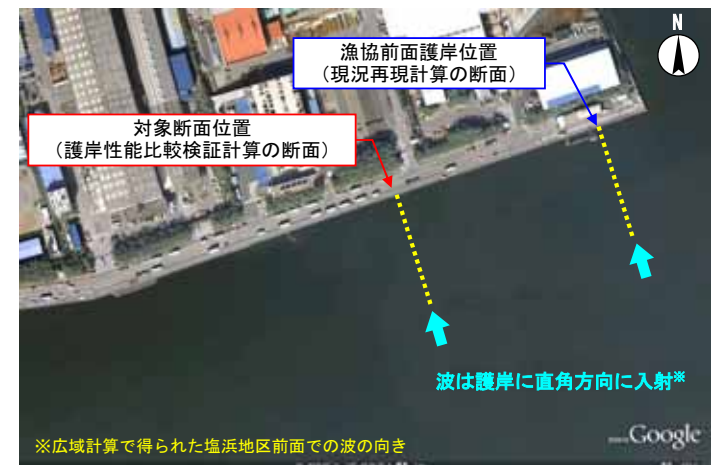 N
漁協前面護岸位置
（現況再現計算の断面）
対象断面位置
（護岸性能比較検証計算の断面）
波は護岸に直角方向に入射※
※広域計算で得られた塩浜地区前面での波の向き
Google